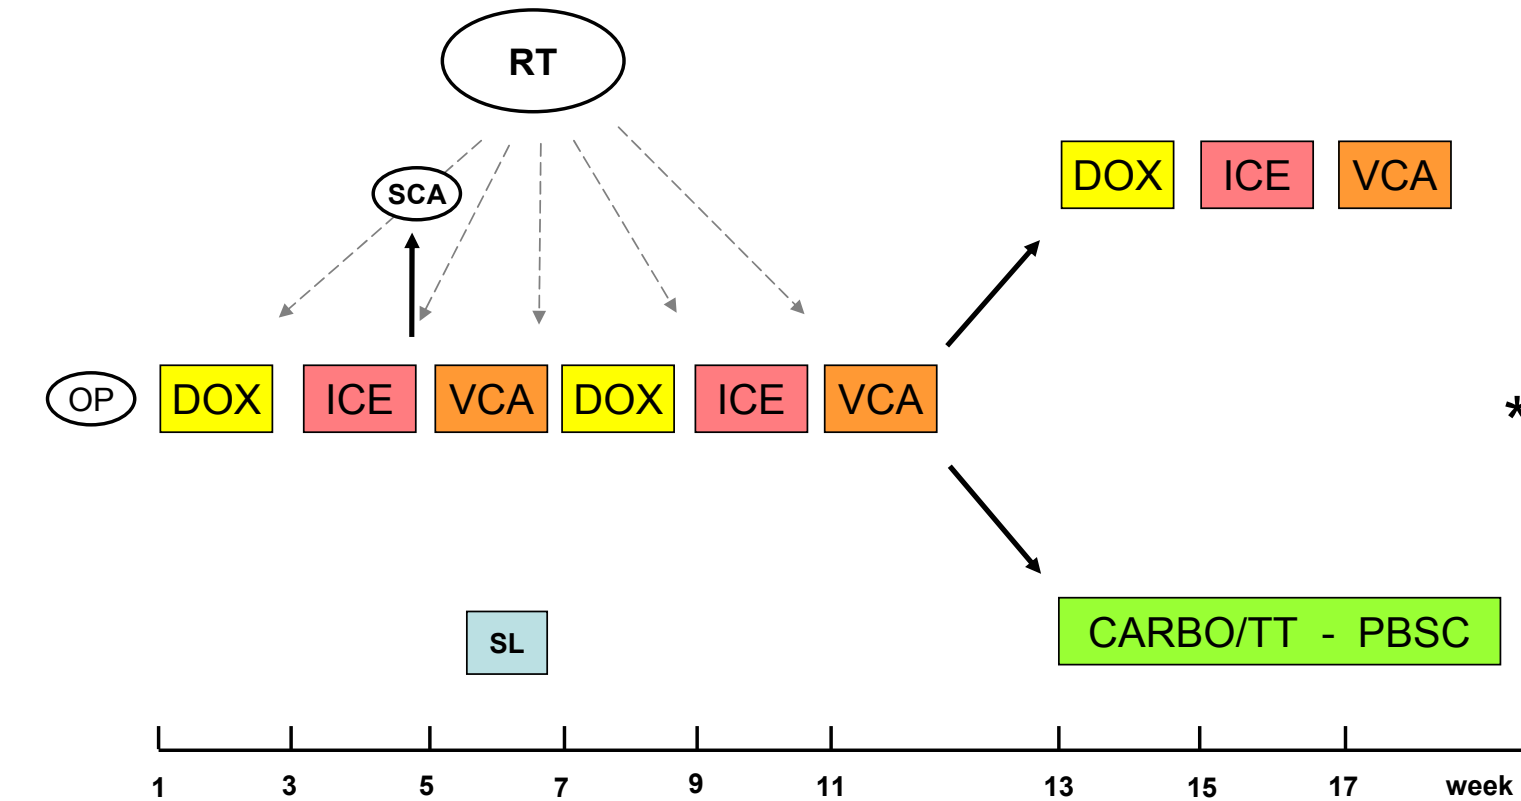 RT
SCA
DOX ICE VCA
OP DOX ICE VCA DOX ICE VCA
*
SL
CARBO/TT - PBSC
1 3 5 7 9 11 13 15 17 week